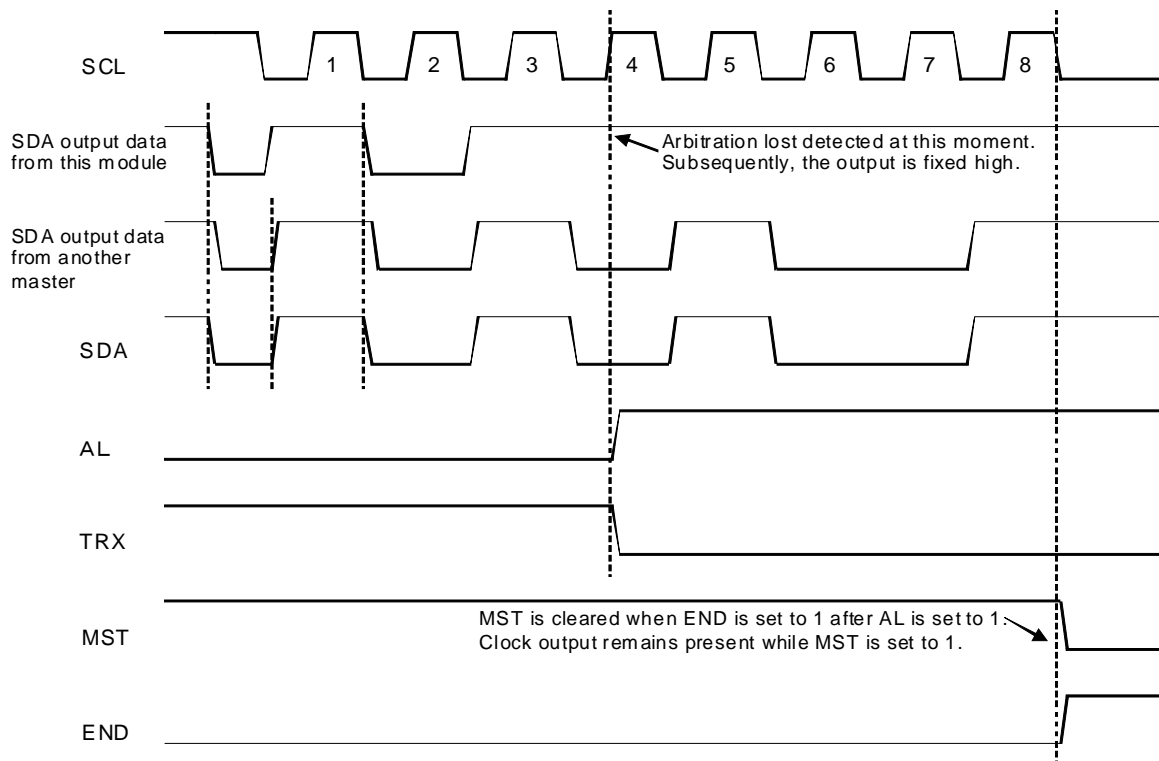 SCL
1 2 3 4 5 6 7 8
SDA output data
from this module
Arbitration lost detected at this moment.
Subsequently, the output is fixed high.
SDA output data
from another
master
SDA
AL
TRX
MST
MST is cleared when END is set to 1 after AL is set to 1.
Clock output remains present while MST is set to 1.
END